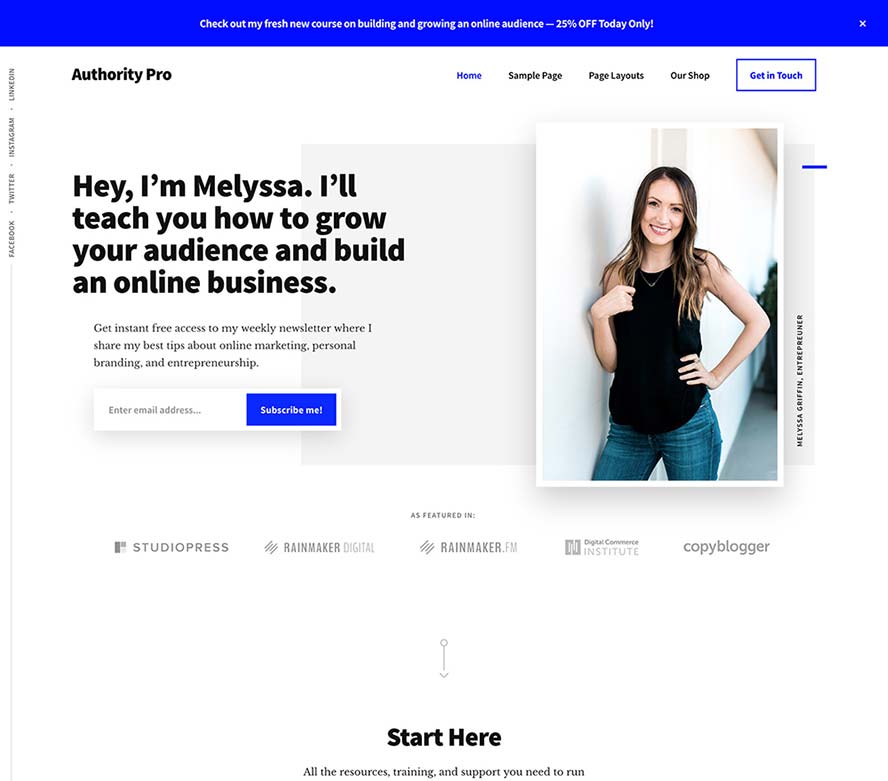 Check out my fresh new course on building and growing an online audience — 25% OFF Today Only!
×
Authority Pro
Home
Sample Page
Page Layouts
Our Shop
Get in Touch
FACEBOOK · TWITTER · INSTAGRAM · LINKEDIN
Hey, I’m Melyssa. I’ll
teach you how to grow
your audience and build
an online business.
Get instant free access to my weekly newsletter where I
share my best tips about online marketing, personal
branding, and entrepreneurship.
Enter email address...
Subscribe me!
MELYSSA GRIFFIN, ENTREPREUNER
AS FEATURED IN:
STUDIOPRESS
RAINMAKER DIGITAL
RAINMAKER.FM
Digital Commerce
INSTITUTE
copyblogger
Start Here
All the resources, training, and support you need to run